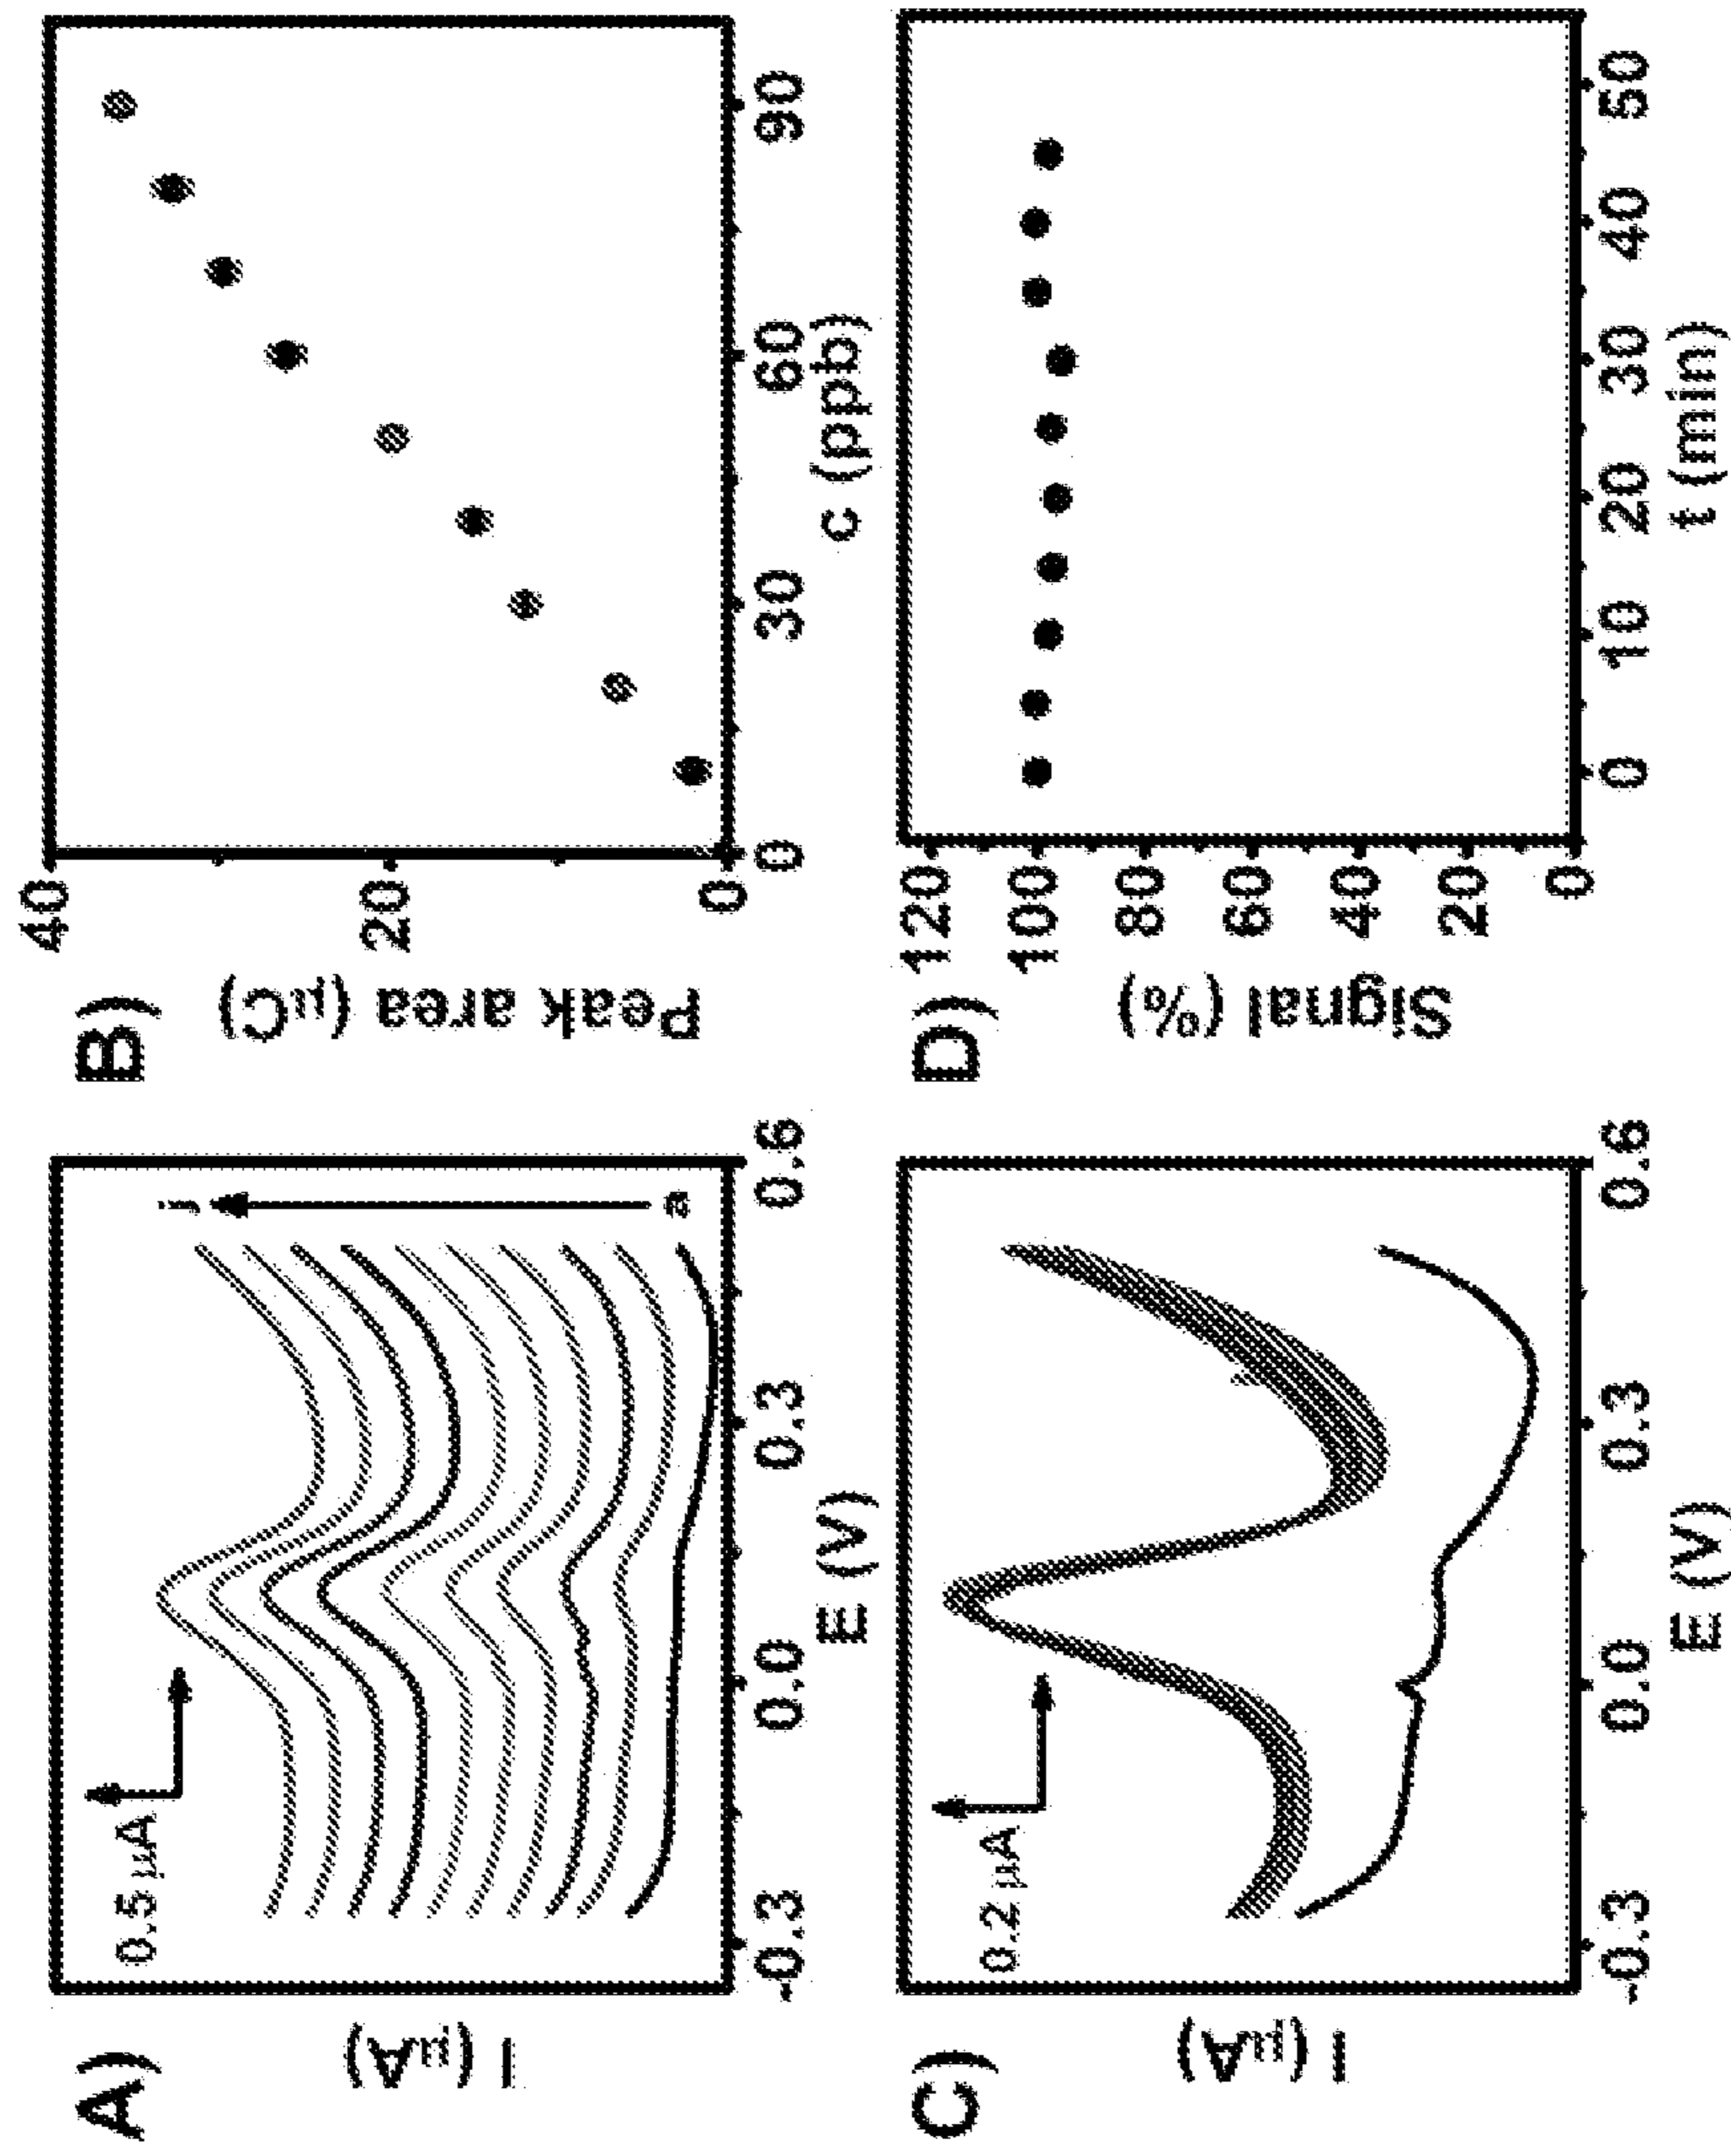 A)
I (µA)
0.5 µA
j
a
-0.3 0.0 0.3 0.6
E (V)
B)
Peak area (µC)
40
20
0
0 30 60 90
c (ppb)
C)
I (µA)
0.2 µA
-0.3 0.0 0.3 0.6
E (V)
D)
Signal (%)
120
100
80
60
40
20
0
0 10 20 30 40 50
t (min)